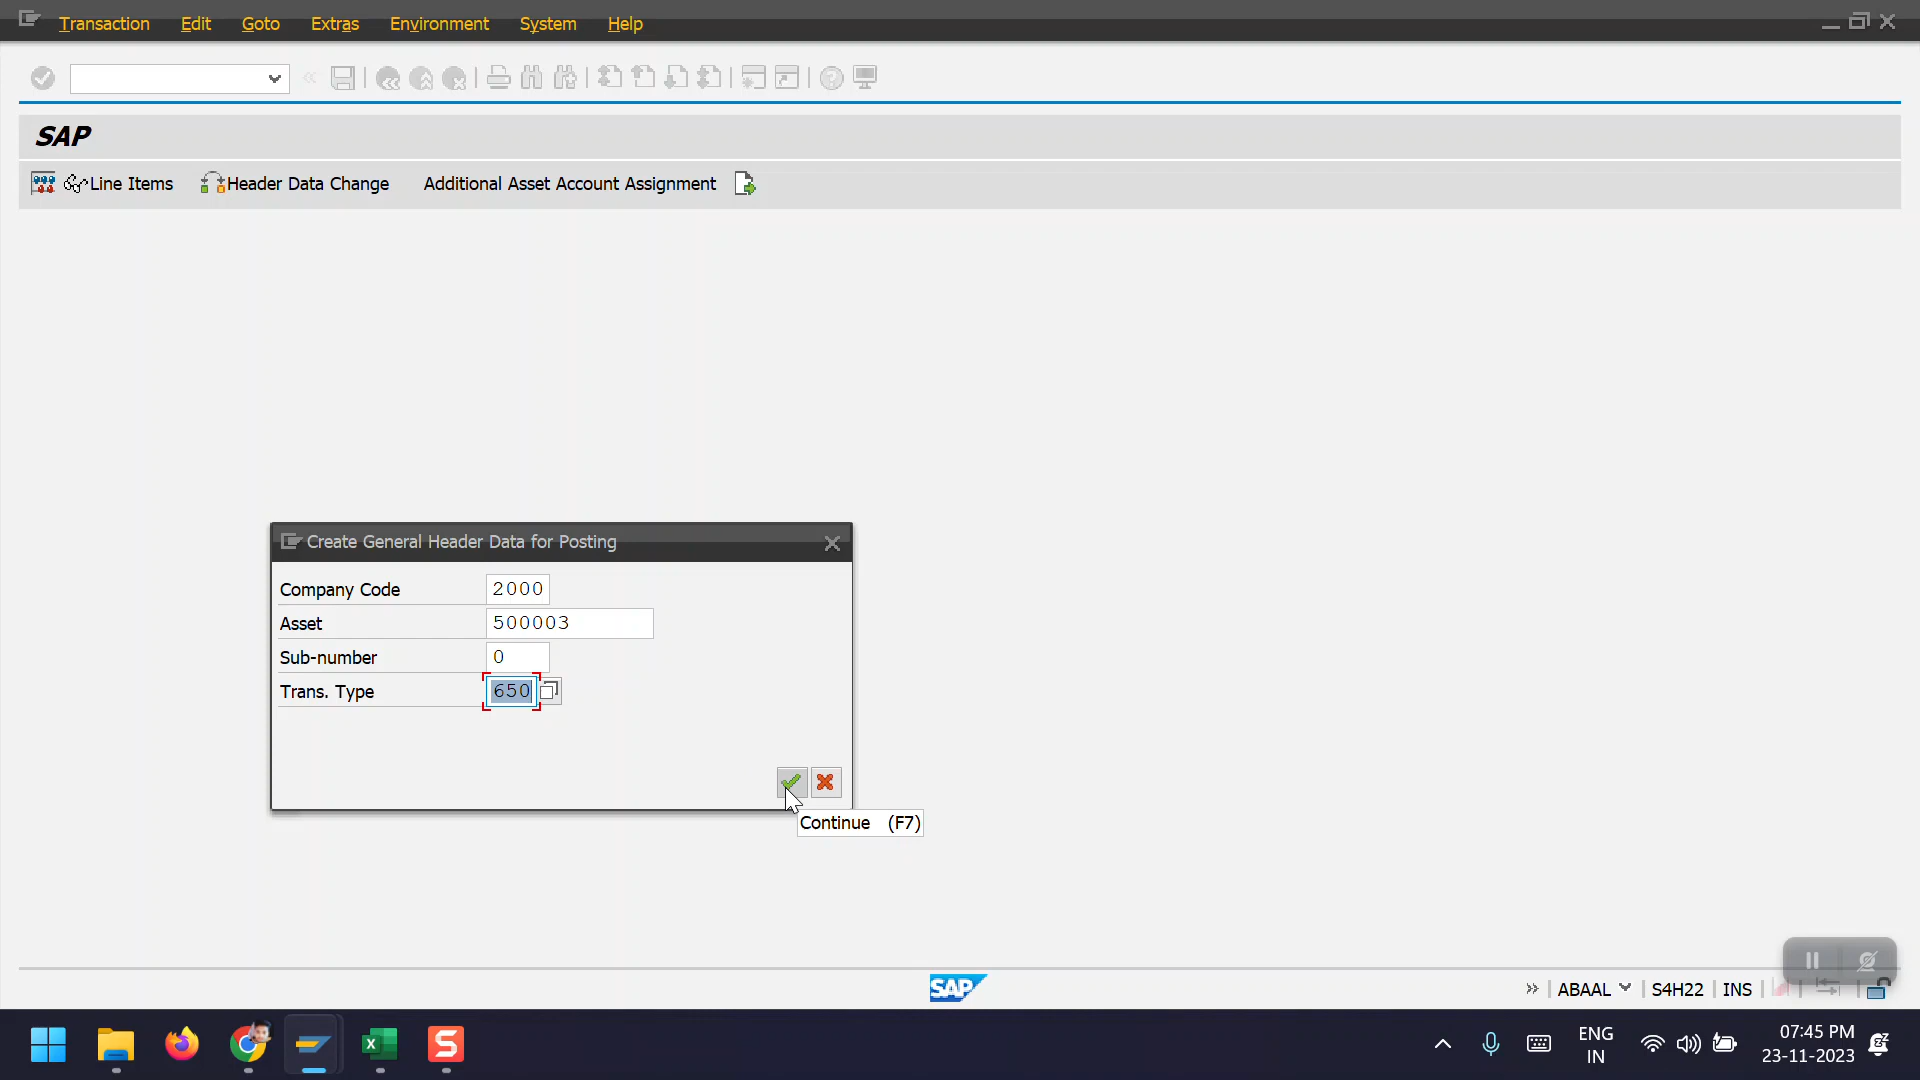 Transaction Edit Goto Extras Environment System Help
SAP
Line Items Header Data Change Additional Asset Account Assignment
Create General Header Data for Posting
Company Code 2000
Asset 500003
Sub-number 0
Trans. Type 650
Continue (F7)
SAP ABAAL S4H22 INS
ENG 07:45 PM
IN 23-11-2023